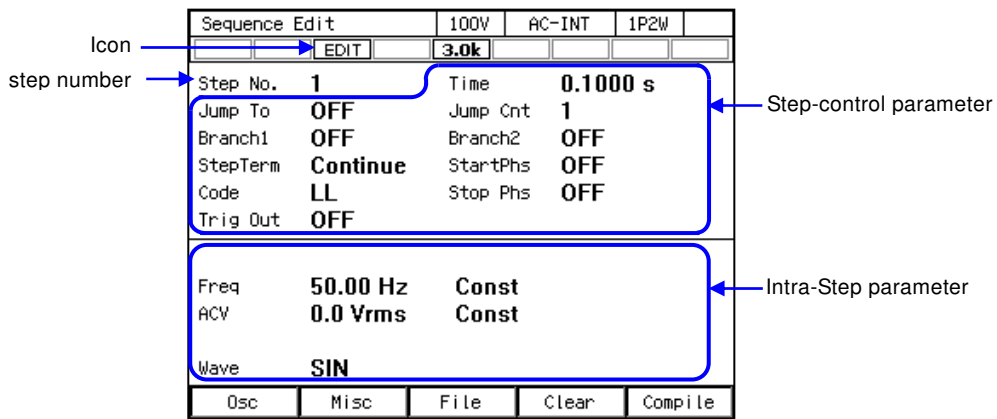 Sequence Edit 100V AC-INT 1P2W
Icon EDIT 3.0k
step number Step No. 1 Time 0.1000 s
Step-control parameter
Jump To OFF Jump Cnt 1
Branch1 OFF Branch2 OFF
StepTerm Continue StartPhs OFF
Code LL Stop Phs OFF
Trig Out OFF
Freq 50.00 Hz Const
Intra-Step parameter
ACV 0.0 Vrms Const
Wave SIN
Osc Misc File Clear Compile